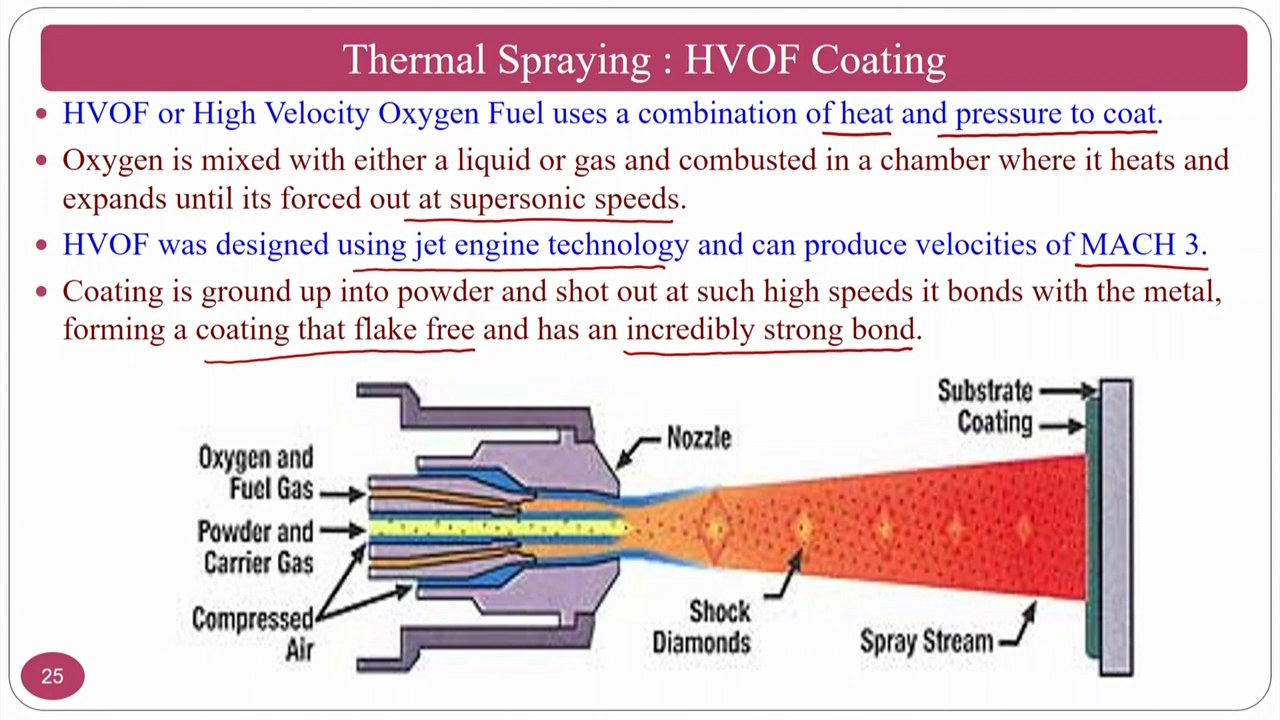 Thermal Spraying : HVOF Coating
• HVOF or High Velocity Oxygen Fuel uses a combination of heat and pressure to coat.
• Oxygen is mixed with either a liquid or gas and combusted in a chamber where it heats and
expands until its forced out at supersonic speeds.
• HVOF was designed using jet engine technology and can produce velocities of MACH 3.
• Coating is ground up into powder and shot out at such high speeds it bonds with the metal,
forming a coating that flake free and has an incredibly strong bond.
Substrate
Coating
Nozzle
Oxygen and
Fuel Gas
Powder and
Carrier Gas
Compressed
Air
Shock
Diamonds
Spray Stream
25